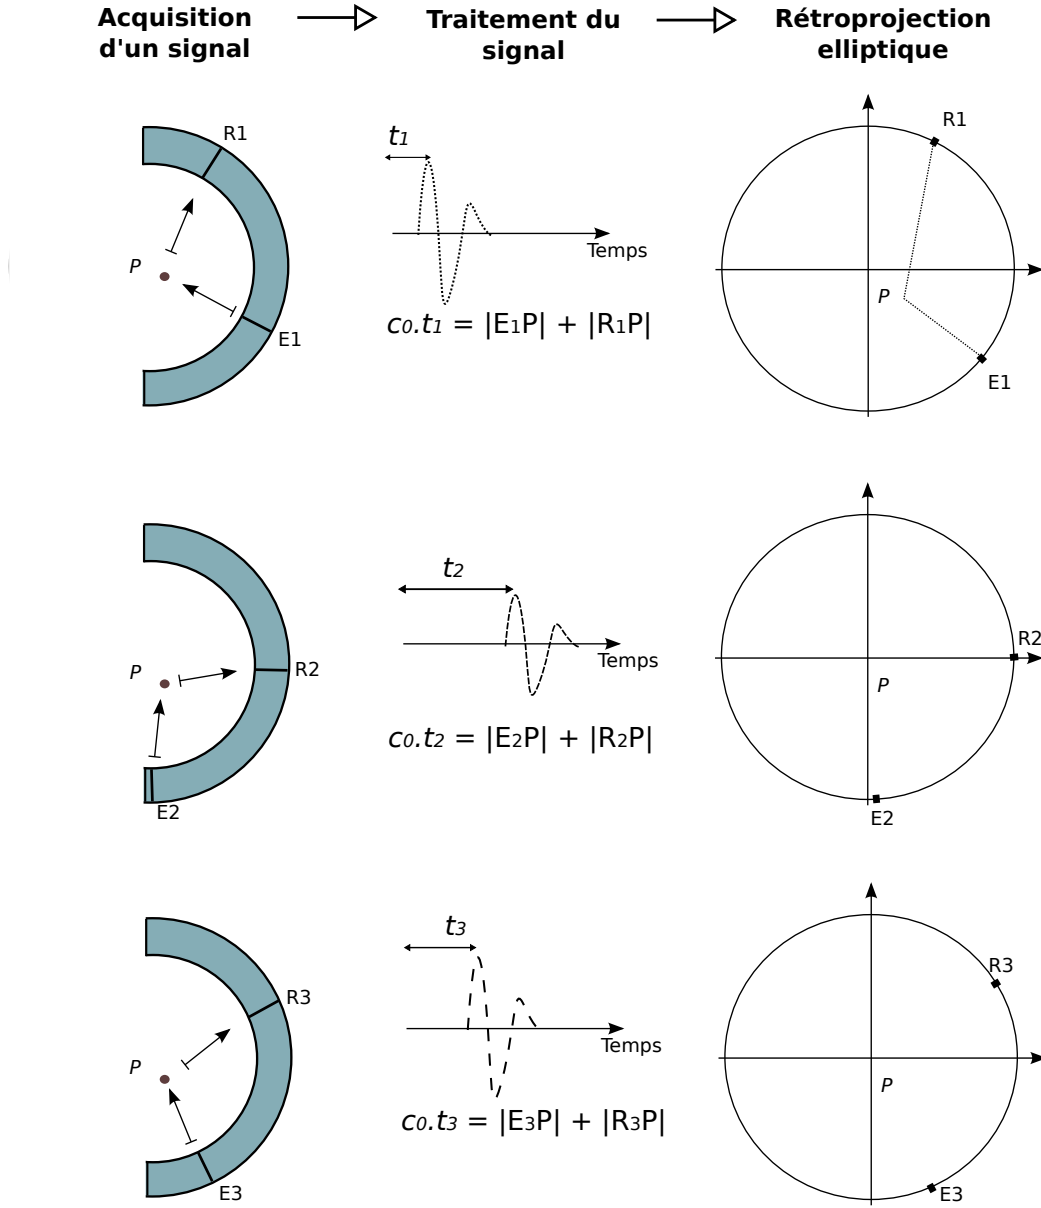 Acquisition
d'un signal
Traitement du
signal
Rétroprojection
elliptique
R1
P
E1
t1
Temps
c0.t1 = |E1P| + |R1P|
R1
P
E1
P
R2
E2
t2
Temps
c0.t2 = |E2P| + |R2P|
R2
P
E2
R3
P
E3
t3
Temps
c0.t3 = |E3P| + |R3P|
R3
P
E3